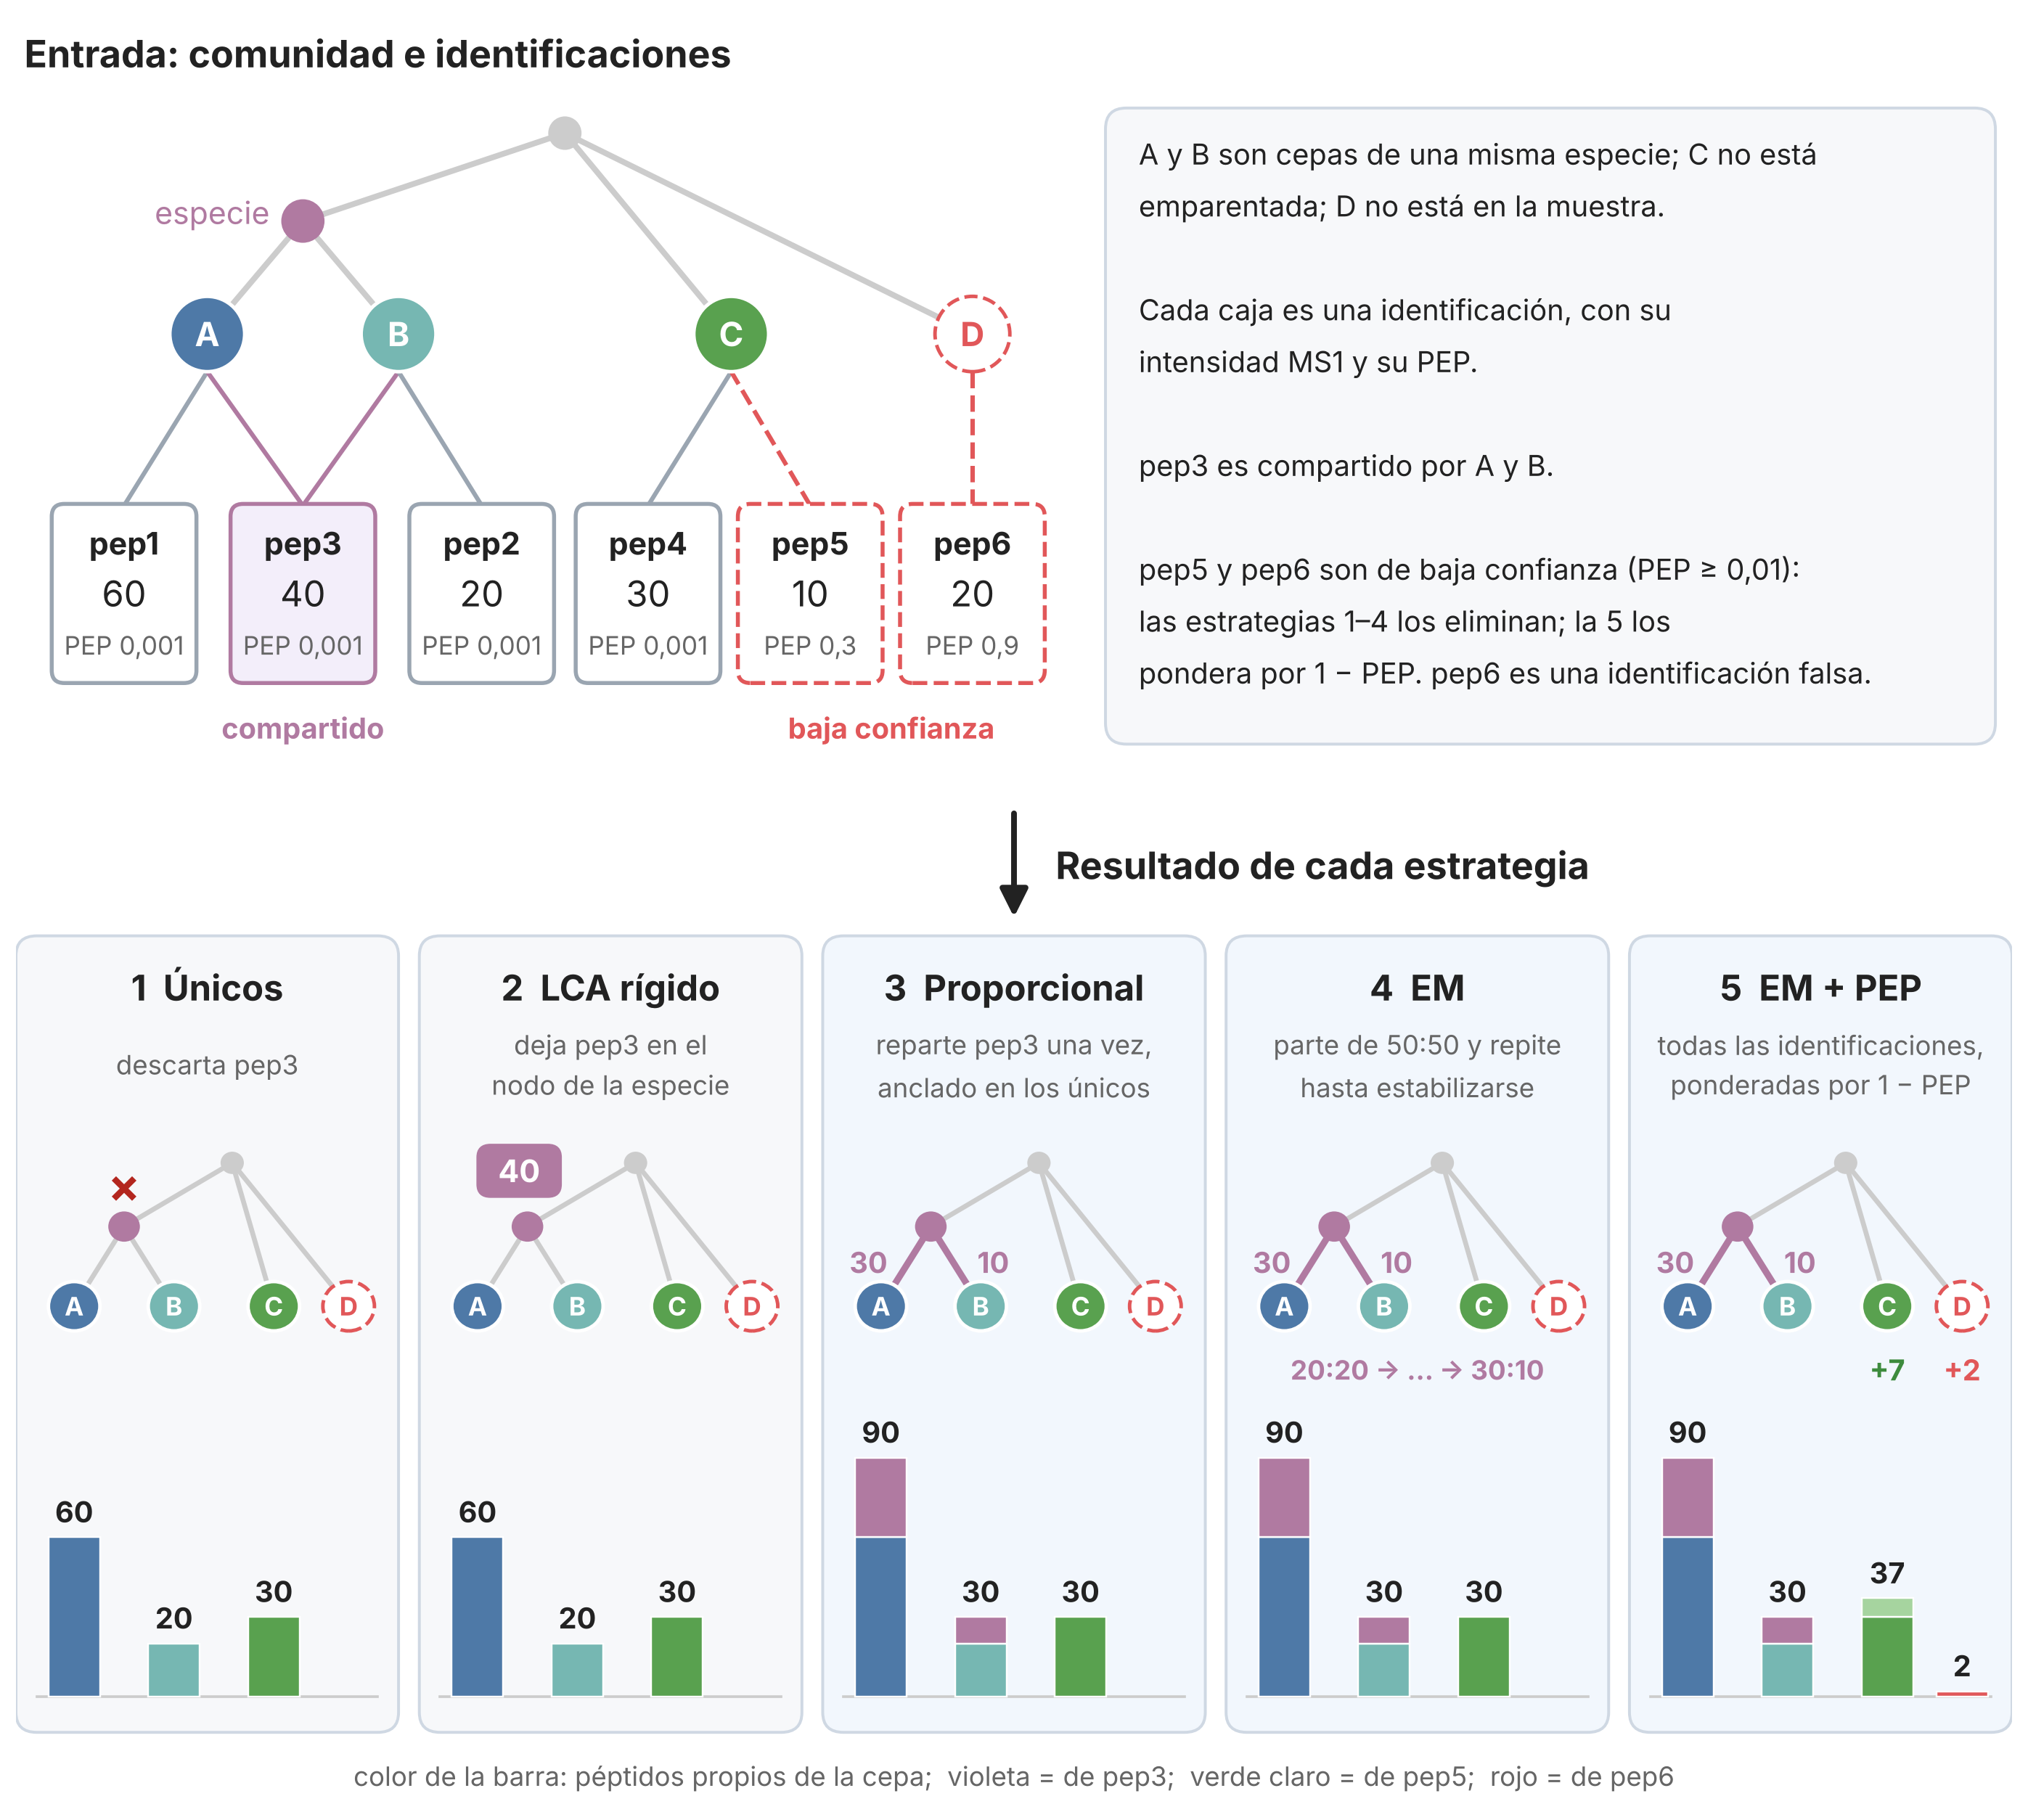 Entrada: comunidad e identificaciones
especie
A
B
C
D
pep1
60
PEP 0,001
pep3
40
PEP 0,001
pep2
20
PEP 0,001
pep4
30
PEP 0,001
pep5
10
PEP 0,3
pep6
20
PEP 0,9
compartido
baja confianza
A y B son cepas de una misma especie; C no está
emparentada; D no está en la muestra.
Cada caja es una identificación, con su
intensidad MS1 y su PEP.
pep3 es compartido por A y B.
pep5 y pep6 son de baja confianza (PEP ≥ 0,01):
las estrategias 1–4 los eliminan; la 5 los
pondera por 1 − PEP. pep6 es una identificación falsa.
Resultado de cada estrategia
1 Únicos
descarta pep3
A
B
C
D
60
20
30
2 LCA rígido
deja pep3 en el
nodo de la especie
40
A
B
C
D
60
20
30
3 Proporcional
reparte pep3 una vez,
anclado en los únicos
30
10
A
B
C
D
90
30
30
4 EM
parte de 50:50 y repite
hasta estabilizarse
30
10
A
B
C
D
20:20 → ... → 30:10
90
30
30
5 EM + PEP
todas las identificaciones,
ponderadas por 1 − PEP
30
10
A
B
C
D
+7
+2
90
30
37
2
color de la barra: péptidos propios de la cepa; violeta = de pep3; verde claro = de pep5; rojo = de pep6